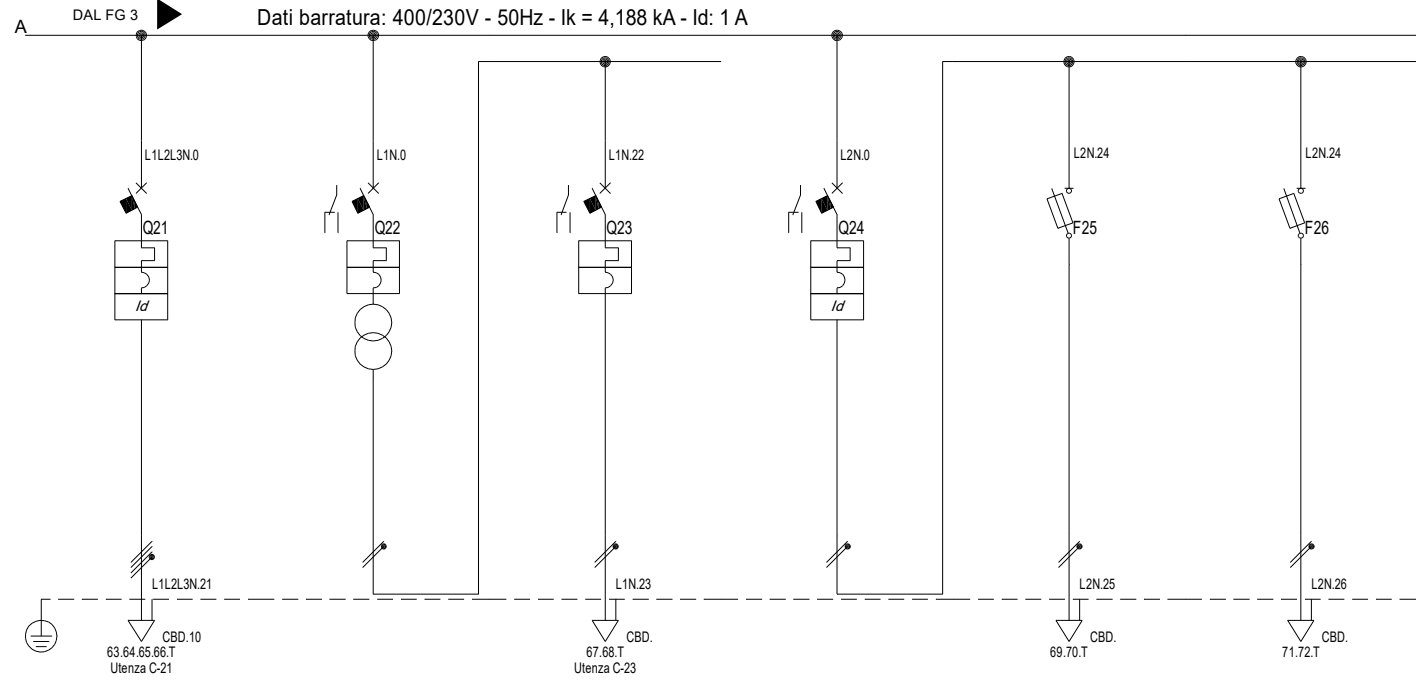 DAL FG 3
Dati barratura: 400/230V - 50Hz - Ik = 4,188 kA - Id: 1 A
A
L1L2L3N.0
L1N.0
L1N.22
L2N.0
L2N.24
L2N.24
Q21
Q22
Q23
Q24
F25
F26
Id
Id
L1L2L3N.21
L1N.23
L2N.25
L2N.26
CBD.10
CBD.
CBD.
CBD.
63.64.65.66.T
67.68.T
69.70.T
71.72.T
Utenza C-21
Utenza C-23